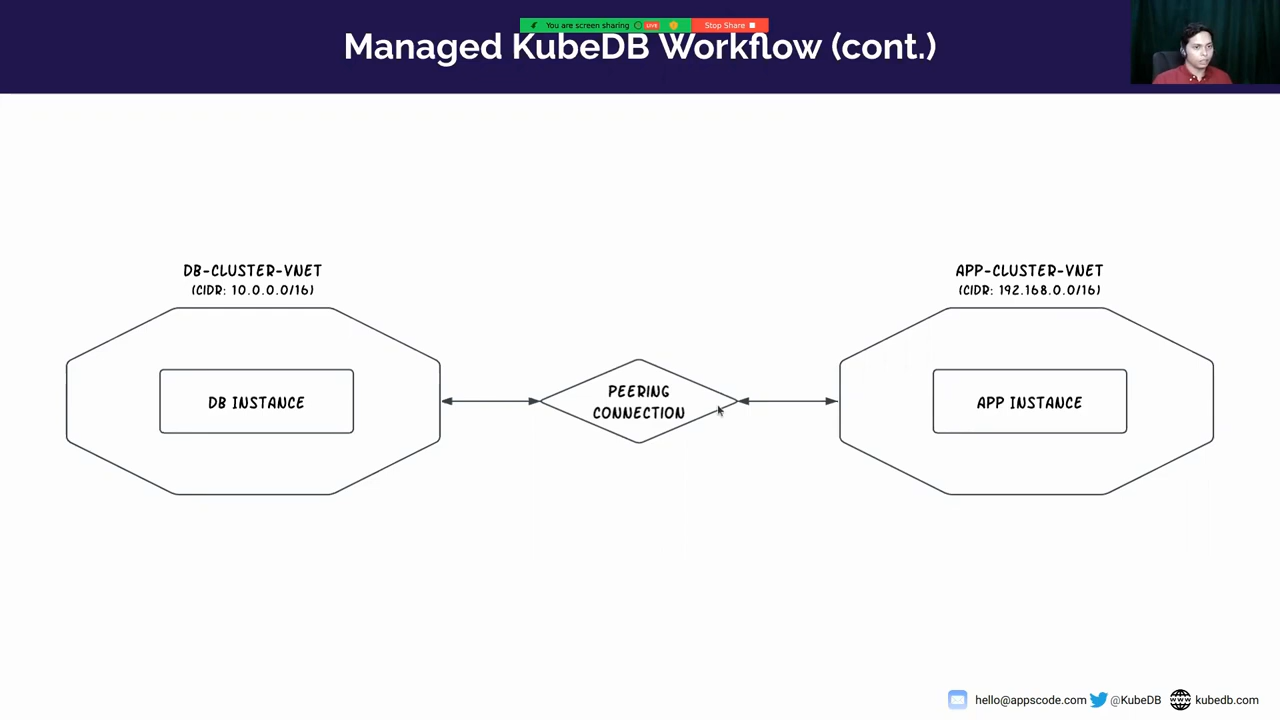 You are screen sharing LIVE Stop Share
Managed KubeDB Workflow (cont.)
DB-CLUSTER-VNET
(CIDR: 10.0.0.0/16)
APP-CLUSTER-VNET
(CIDR: 192.168.0.0/16)
DB INSTANCE
PEERING
CONNECTION
APP INSTANCE
hello@appscode.com @KubeDB www kubedb.com